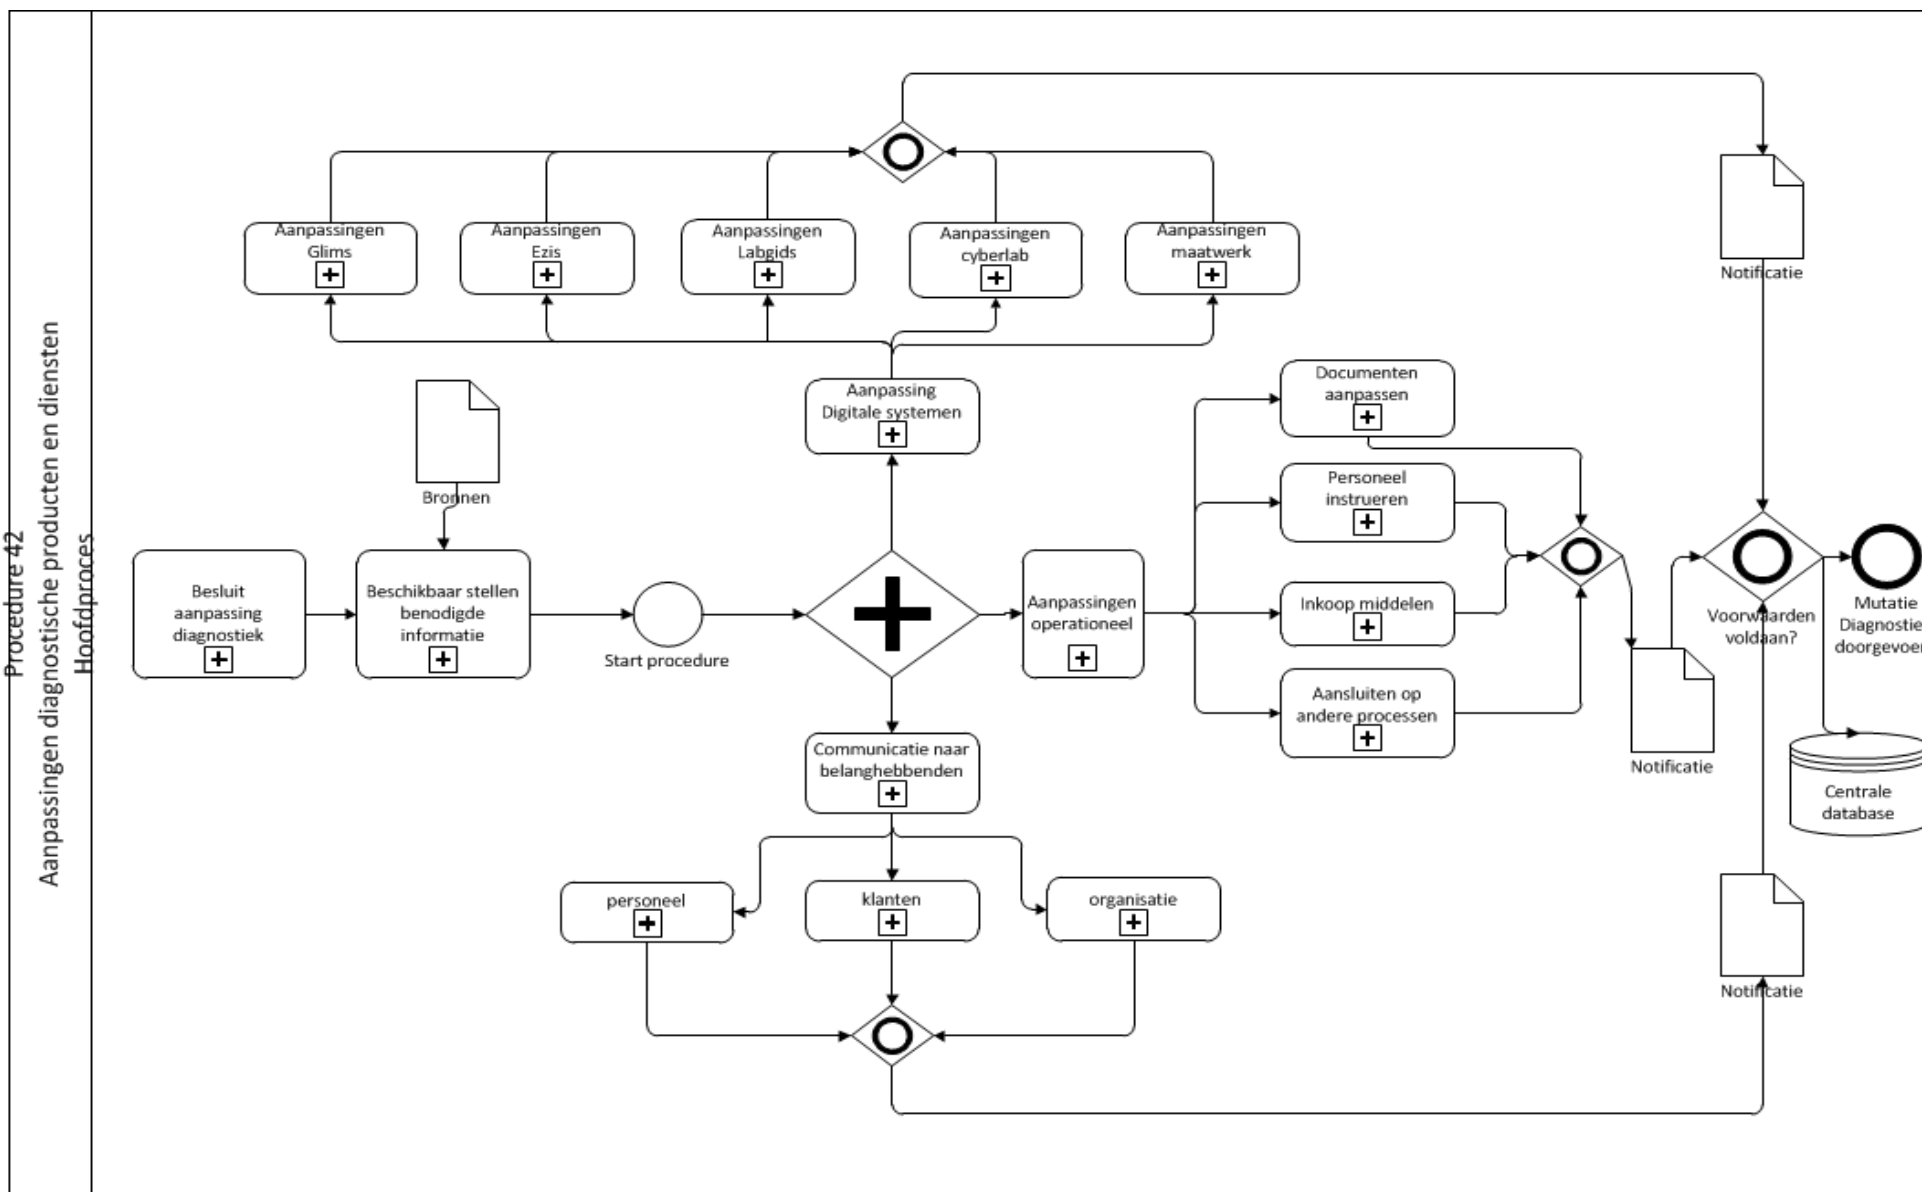 Procedure 42
Aanpassingen diagnostische producten en diensten
Hoofdproces
Aanpassingen
Glims
Aanpassingen
Ezis
Aanpassingen
Labgids
Aanpassingen
cyberlab
Aanpassingen
maatwerk
Notificatie
Aanpassing
Digitale systemen
Bronnen
Documenten
aanpassen
Personeel
instrueren
Besluit
aanpassing
diagnostiek
Beschikbaar stellen
benodigde
informatie
Start procedure
Aanpassingen
operationeel
Inkoop middelen
Aansluiten op
andere processen
Voorwaarden
voldaan?
Mutatie
Diagnostie
doorgevoer
Notificatie
Centrale
database
Communicatie naar
belanghebbenden
personeel
klanten
organisatie
Notificatie